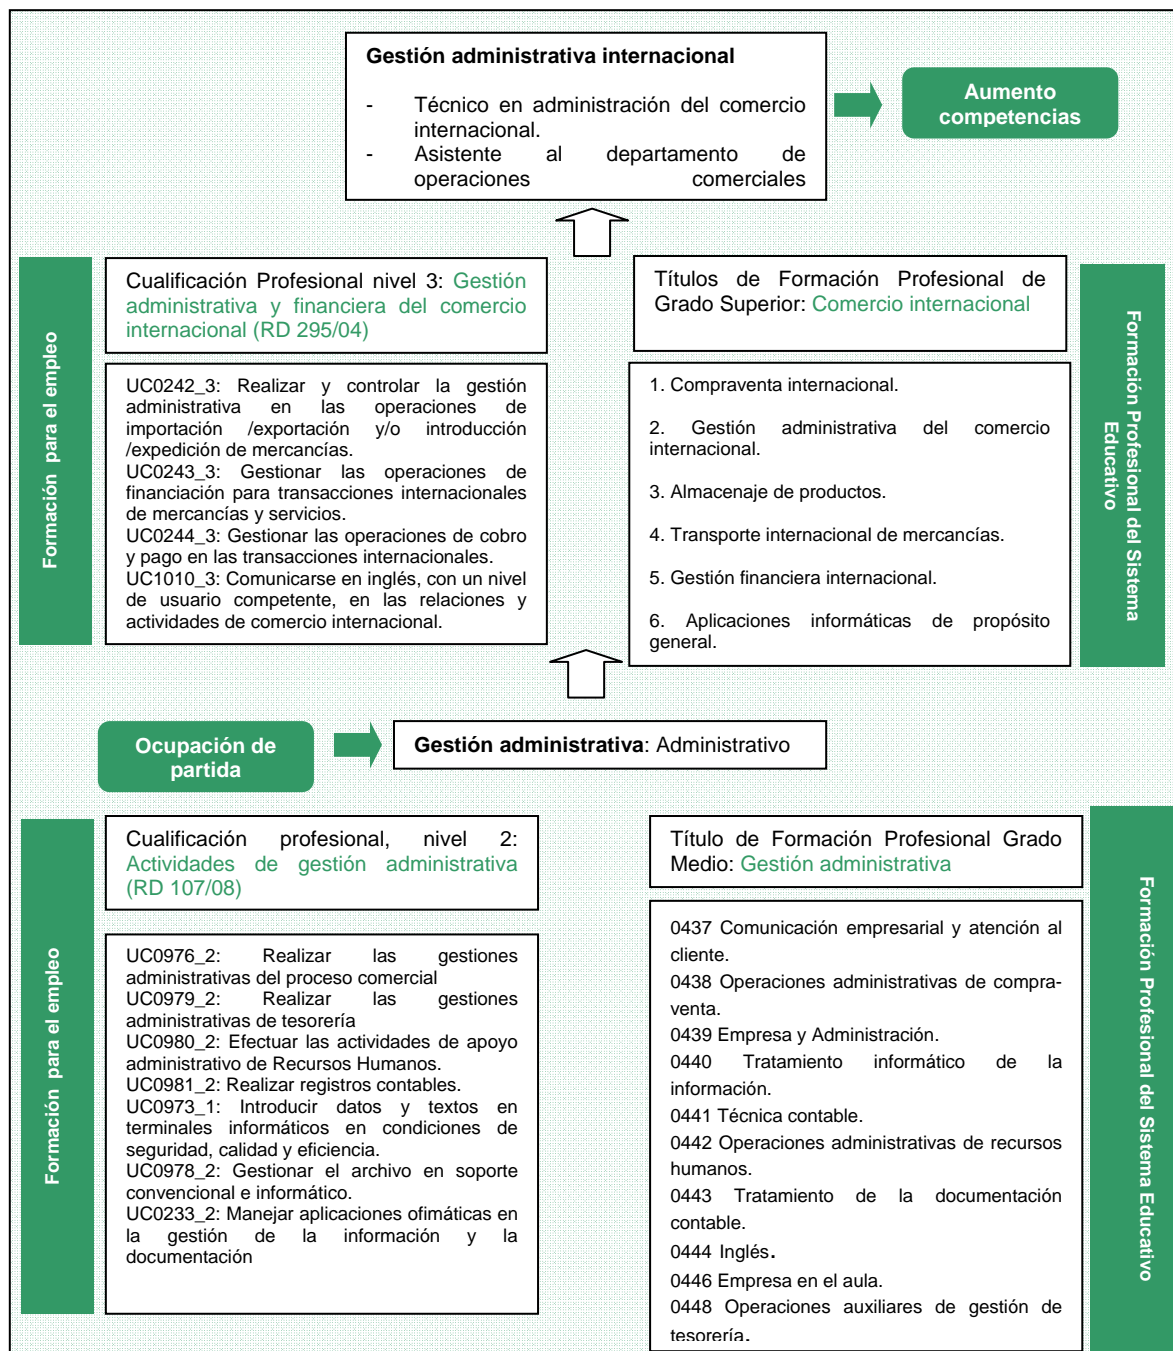 Gestión administrativa internacional
- Técnico en administración del comercio
internacional.
- Asistente al departamento de
operaciones comerciales
Aumento
competencias
Formación para el empleo
Cualificación Profesional nivel 3: Gestión
administrativa y financiera del comercio
internacional (RD 295/04)
UC0242_3: Realizar y controlar la gestión
administrativa en las operaciones de
importación /exportación y/o introducción
/expedición de mercancías.
UC0243_3: Gestionar las operaciones de
financiación para transacciones internacionales
de mercancías y servicios.
UC0244_3: Gestionar las operaciones de cobro
y pago en las transacciones internacionales.
UC1010_3: Comunicarse en inglés, con un nivel
de usuario competente, en las relaciones y
actividades de comercio internacional.
Títulos de Formación Profesional de
Grado Superior: Comercio internacional
1. Compraventa internacional.
2. Gestión administrativa del comercio
internacional.
3. Almacenaje de productos.
4. Transporte internacional de mercancías.
5. Gestión financiera internacional.
6. Aplicaciones informáticas de propósito
general.
Formación Profesional del Sistema
Educativo
Ocupación de
partida
Gestión administrativa: Administrativo
Formación para el empleo
Cualificación profesional, nivel 2:
Actividades de gestión administrativa
(RD 107/08)
UC0976_2: Realizar las gestiones
administrativas del proceso comercial
UC0979_2: Realizar las gestiones
administrativas de tesorería
UC0980_2: Efectuar las actividades de apoyo
administrativo de Recursos Humanos.
UC0981_2: Realizar registros contables.
UC0973_1: Introducir datos y textos en
terminales informáticos en condiciones de
seguridad, calidad y eficiencia.
UC0978_2: Gestionar el archivo en soporte
convencional e informático.
UC0233_2: Manejar aplicaciones ofimáticas en
la gestión de la información y la
documentación
Título de Formación Profesional Grado
Medio: Gestión administrativa
0437 Comunicación empresarial y atención al
cliente.
0438 Operaciones administrativas de compra-
venta.
0439 Empresa y Administración.
0440 Tratamiento informático de la
información.
0441 Técnica contable.
0442 Operaciones administrativas de recursos
humanos.
0443 Tratamiento de la documentación
contable.
0444 Inglés.
0446 Empresa en el aula.
0448 Operaciones auxiliares de gestión de
tesorería.
Formación Profesional del Sistema Educativo